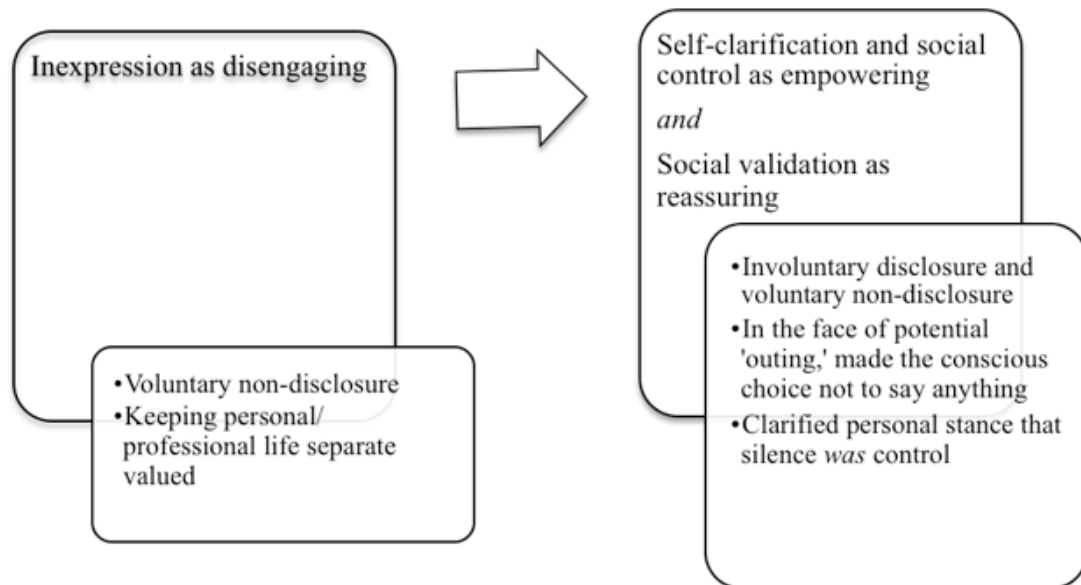 Inexpression as disengaging
•Voluntary non-disclosure
•Keeping personal/
professional life separate
valued
Self-clarification and social
control as empowering
and
Social validation as
reassuring
•Involuntary disclosure and
voluntary non-disclosure
•In the face of potential
'outing,' made the conscious
choice not to say anything
•Clarified personal stance that
silence was control